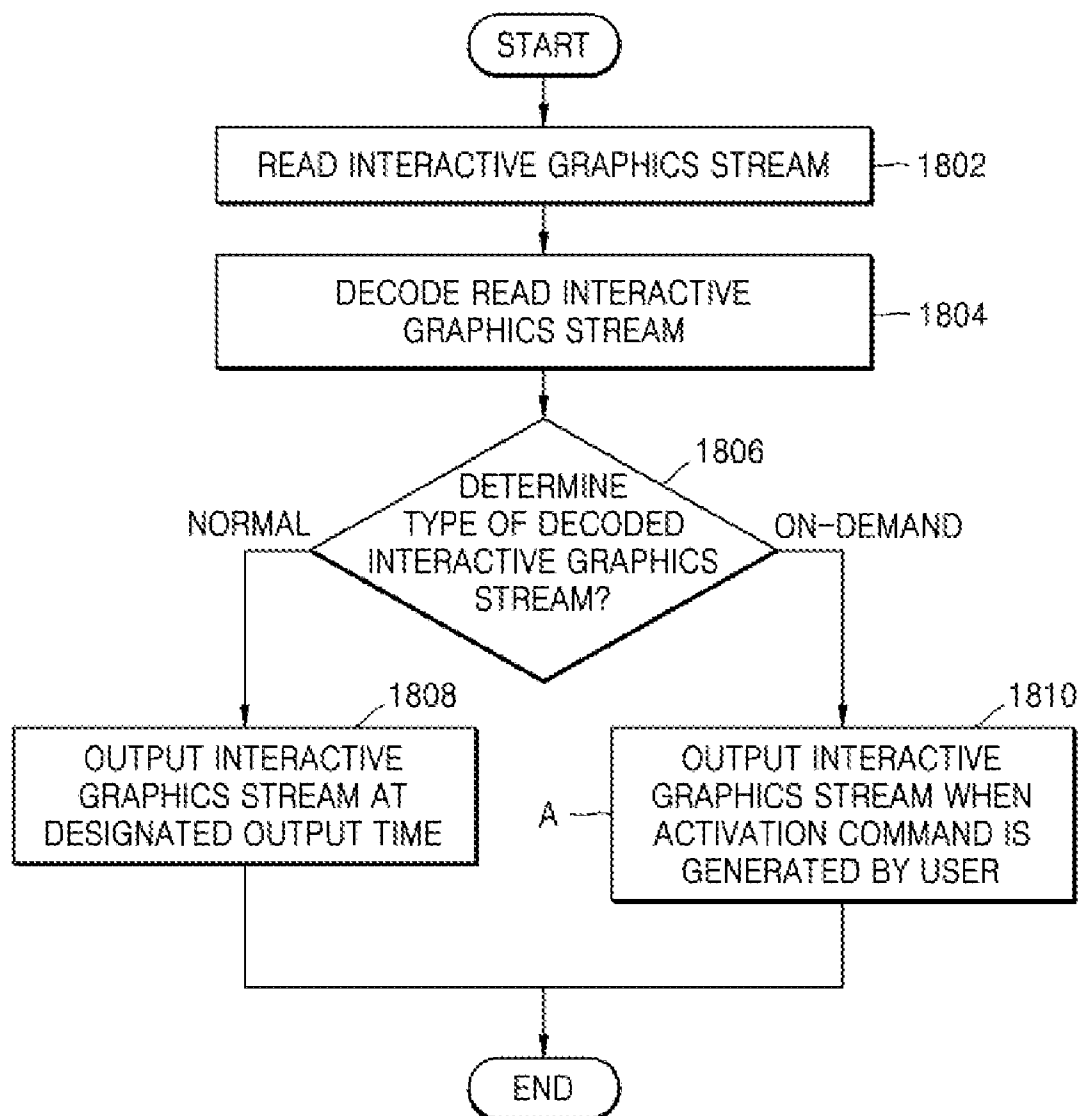 START
READ INTERACTIVE GRAPHICS STREAM
1802
DECODE READ INTERACTIVE
GRAPHICS STREAM
1804
1806
DETERMINE
TYPE OF DECODED
INTERACTIVE GRAPHICS
STREAM?
NORMAL
ON-DEMAND
1808
OUTPUT INTERACTIVE
GRAPHICS STREAM AT
DESIGNATED OUTPUT TIME
1810
A
OUTPUT INTERACTIVE
GRAPHICS STREAM WHEN
ACTIVATION COMMAND IS
GENERATED BY USER
END